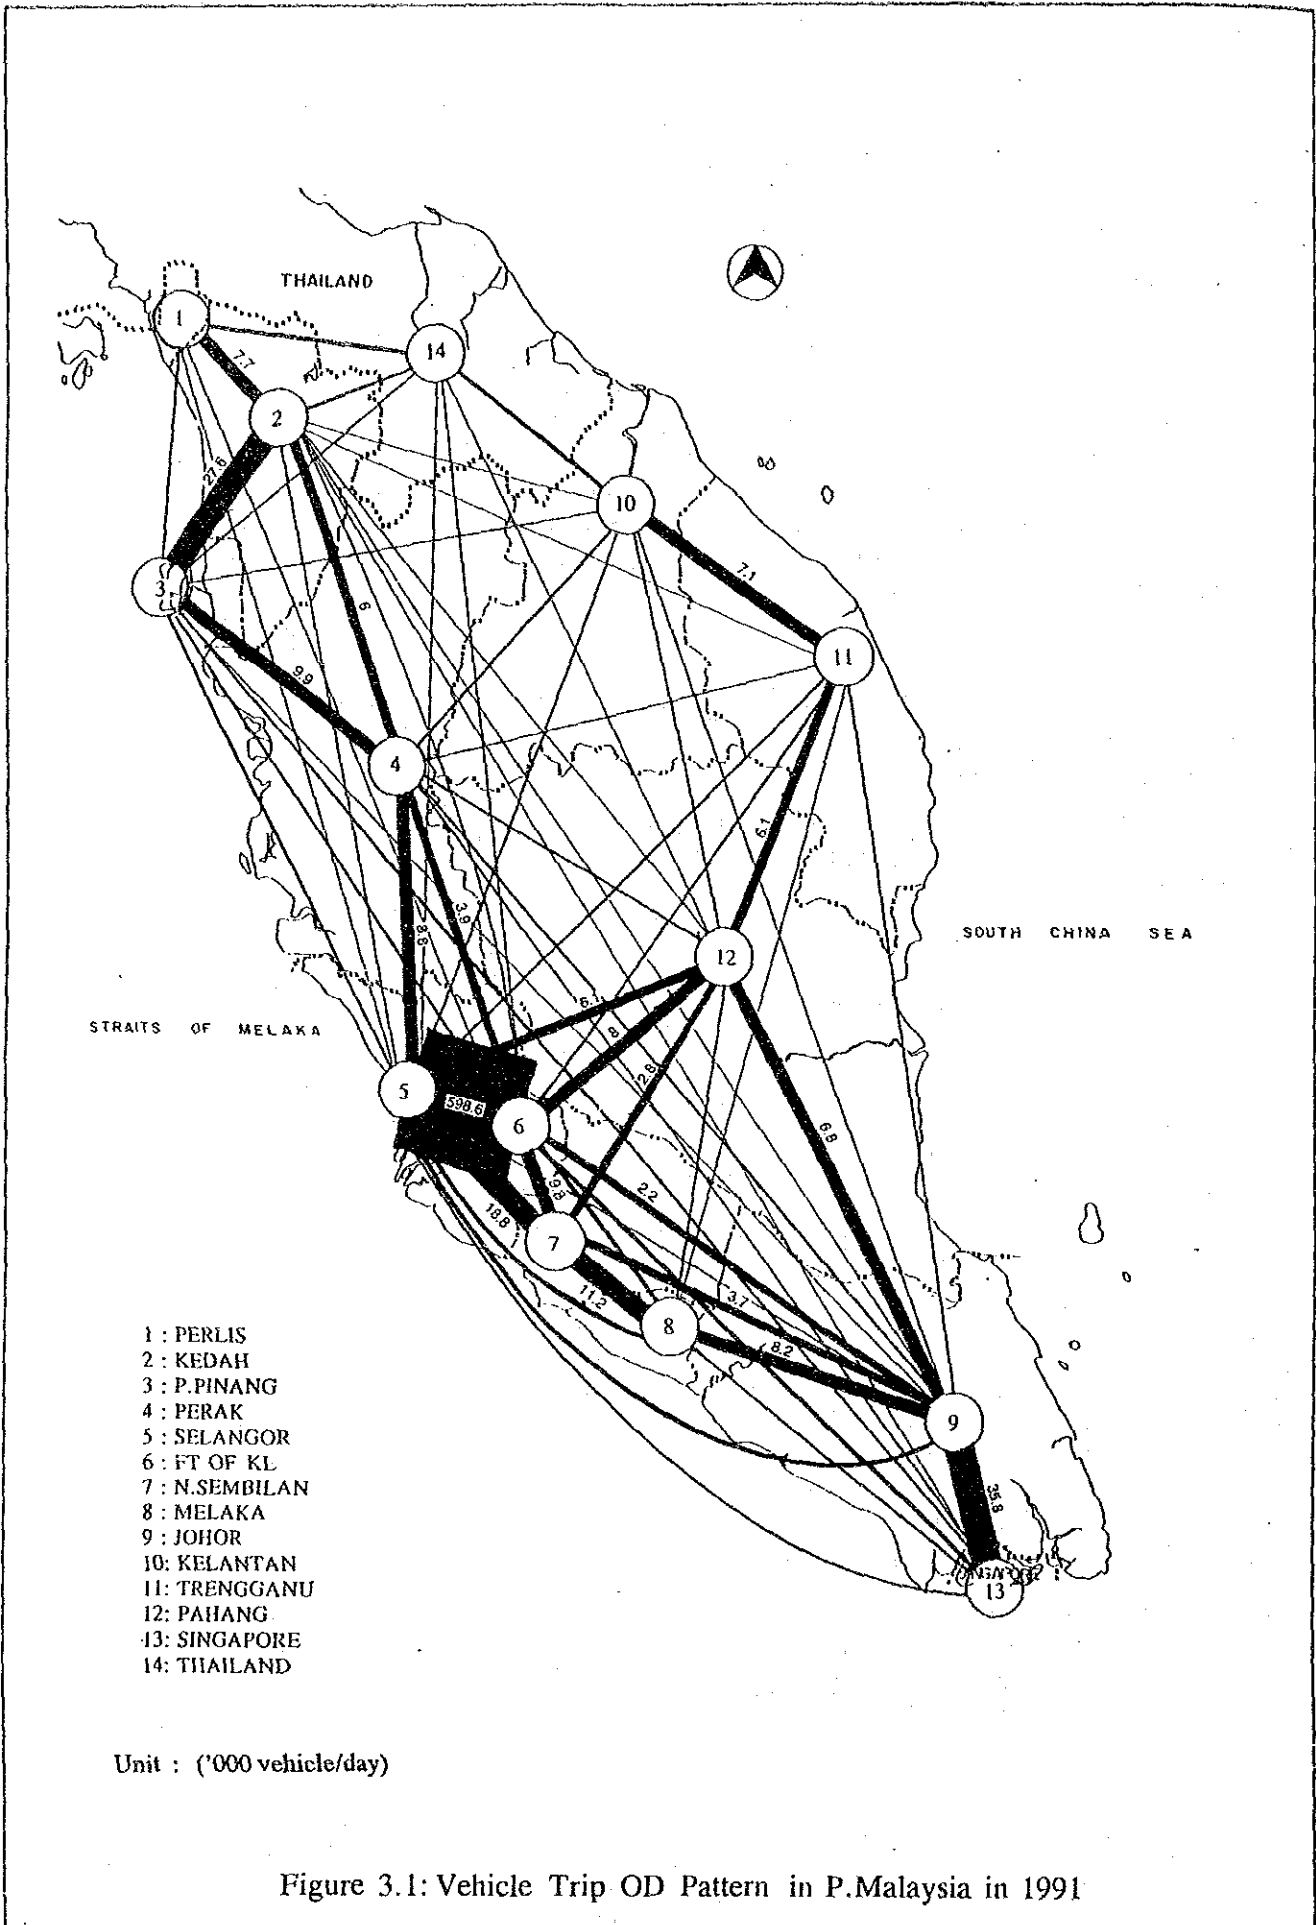 THAILAND
1
14
7.7
2
27.6
10
3
7.1
6
11
9.9
4
6.1
3.9
SOUTH CHINA SEA
12
STRAITS OF MELAKA
8
5
598.6
2.8
6
6.8
9.8
2.2
18.8
7
11.2
3.7
8
8.2
9
35.8
13
1 : PERLIS
2 : KEDAH
3 : P.PINANG
4 : PERAK
5 : SELANGOR
6 : FT OF KL
7 : N.SEMBILAN
8 : MELAKA
9 : JOHOR
10: KELANTAN
11: TRENGGANU
12: PAHANG
13: SINGAPORE
14: THAILAND
Unit : ('000 vehicle/day)
Figure 3.1: Vehicle Trip OD Pattern in P.Malaysia in 1991